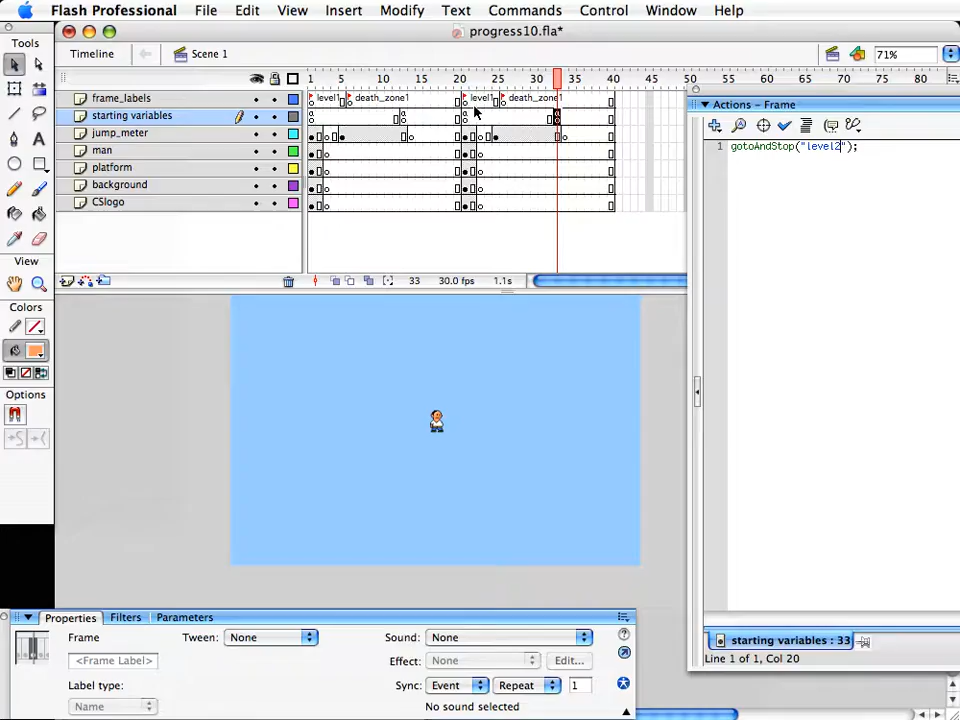 Flash Professional File Edit View Insert Modify Text Commands Control Window Help
progress10.fla*
Tools
Timeline Scene 1 71%
1 5 10 15 20 25 30 35 40 45 50 55 60 65 70 75 80 85
frame_labels level1 death_zone1 level1 death_zone1
Actions - Frame
starting variables
jump_meter
man
platform
background
CSlogo
1 gotoAndStop("level2");
View
33 30.0 fps 1.1s
Colors
Options
Properties Filters Parameters
Frame Tween: None Sound: None
<Frame Label> Effect: None Edit...
Label type: Sync: Event Repeat 1
Name No sound selected
starting variables : 33
Line 1 of 1, Col 20